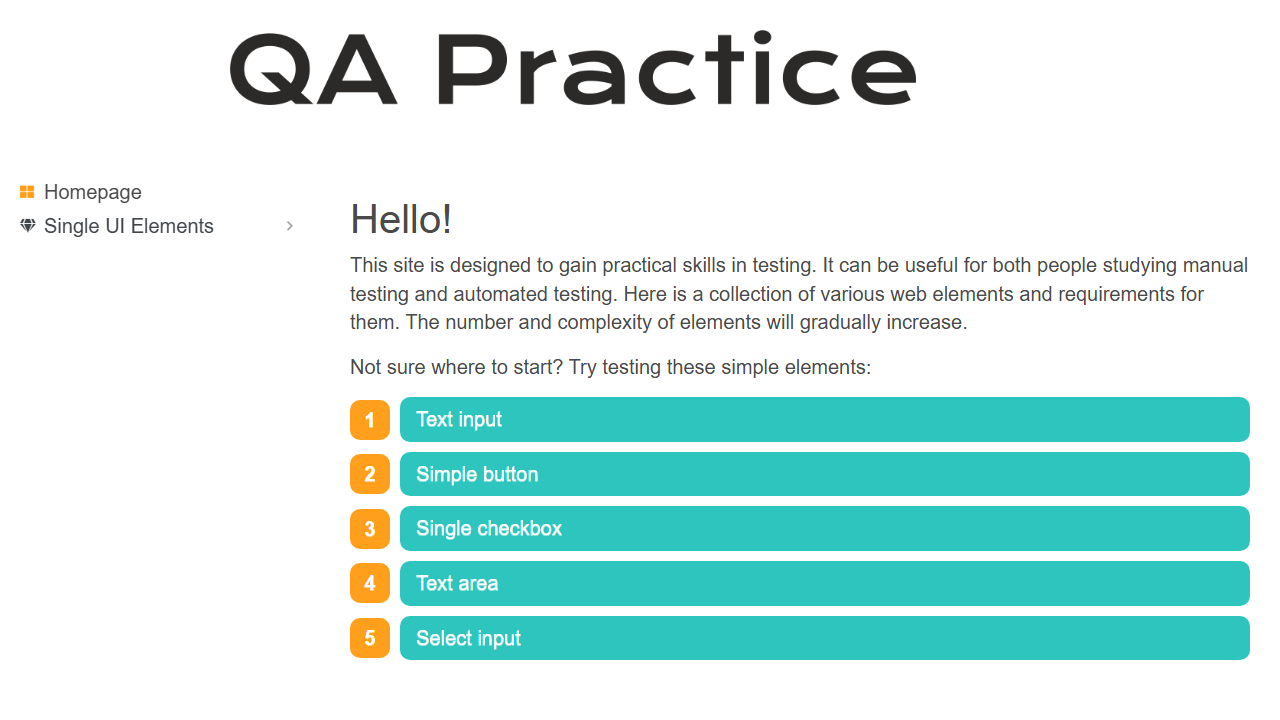 QA Practice
Homepage
Single UI Elements
Hello!
This site is designed to gain practical skills in testing. It can be useful for both people studying manual
testing and automated testing. Here is a collection of various web elements and requirements for
them. The number and complexity of elements will gradually increase.
Not sure where to start? Try testing these simple elements:
1 Text input
2 Simple button
3 Single checkbox
4 Text area
5 Select input